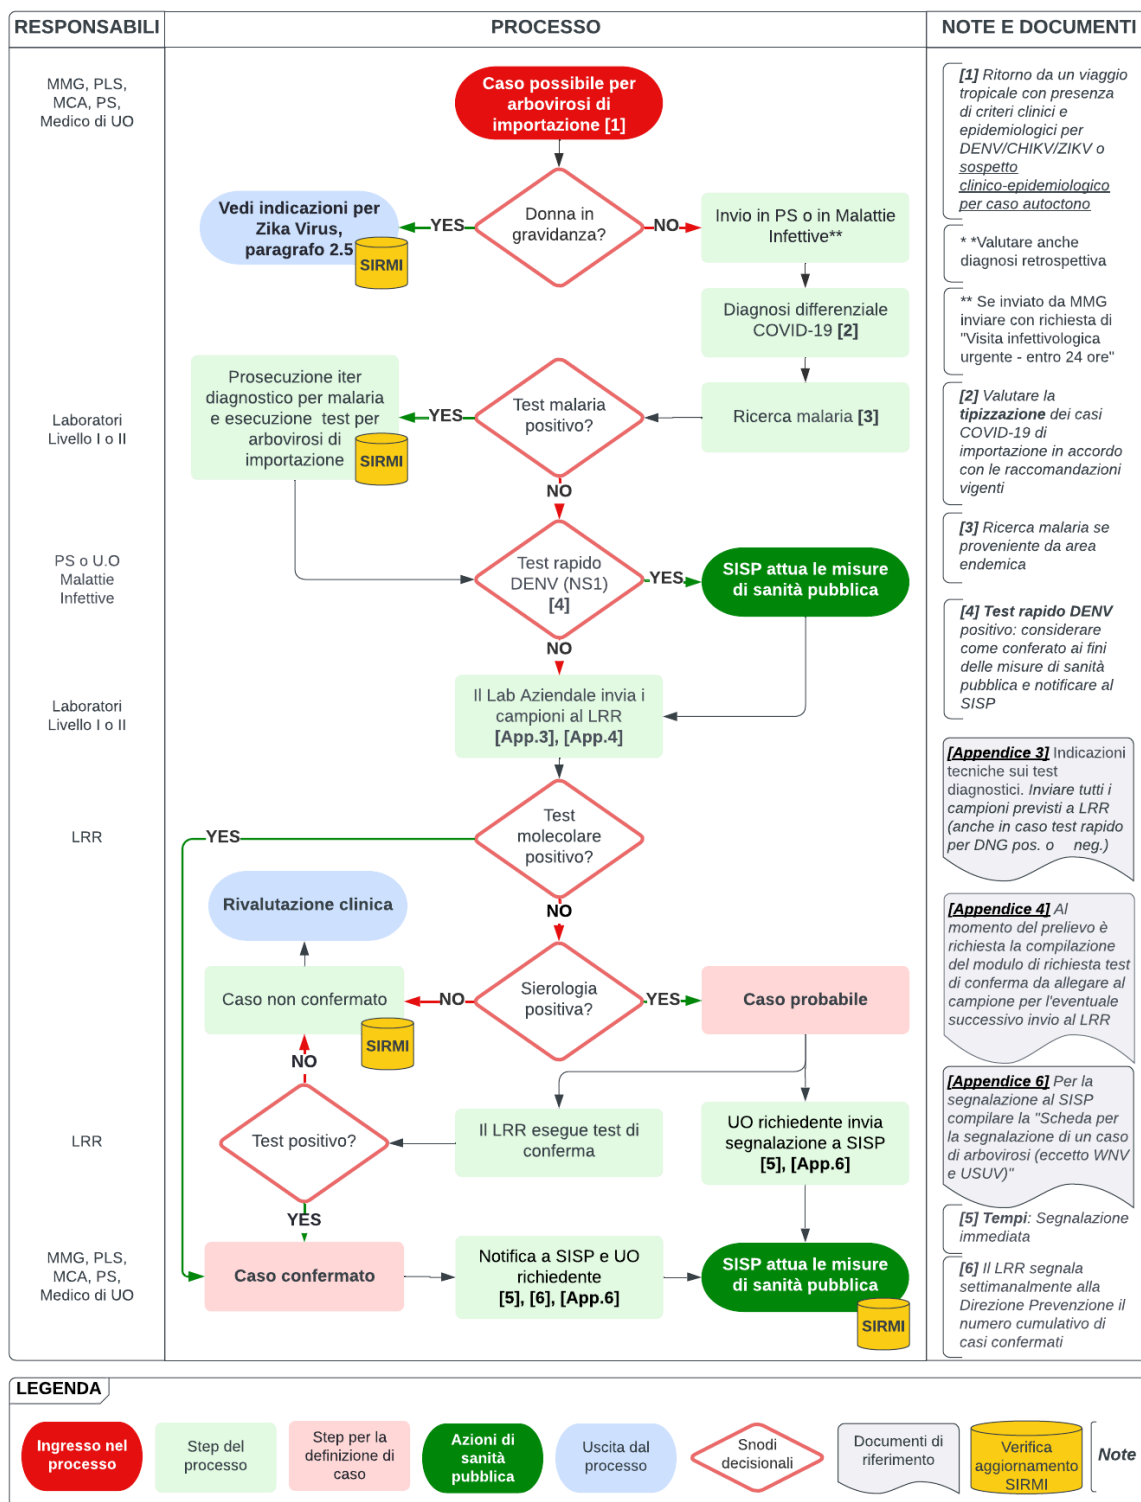 RESPONSABILI
PROCESSO
NOTE E DOCUMENTI
MMG, PLS,
MCA, PS,
Medico di UO
Caso possibile per
arbovirosi di
importazione [1]
[1] Ritorno da un viaggio
tropicale con presenza
di criteri clinici e
epidemiologici per
DENV/CHIKV/ZIKV o
sospetto
clinico-epidemiologico
per caso autoctono
Vedi indicazioni per
Zika Virus,
paragrafo 2.5
SIRMI
YES
Donna in
gravidanza?
NO
Invio in PS o in Malattie
Infettive**
* *Valutare anche
diagnosi retrospettiva
Diagnosi differenziale
COVID-19 [2]
** Se inviato da MMG
inviare con richiesta di
"Visita infettivologica
urgente - entro 24 ore"
Laboratori
Livello I o II
Prosecuzione iter
diagnostico per malaria
e esecuzione test per
arbovirosi di
importazione
SIRMI
YES
Test malaria
positivo?
Ricerca malaria [3]
[2] Valutare la
tipizzazione dei casi
COVID-19 di
importazione in accordo
con le raccomandazioni
vigenti
NO
[3] Ricerca malaria se
proveniente da area
endemica
PS o U.O
Malattie
Infettive
Test rapido
DENV (NS1)
[4]
YES
SISP attua le misure
di sanità pubblica
[4] Test rapido DENV
positivo: considerare
come conferato ai fini
delle misure di sanità
pubblica e notificare al
SISP
NO
Laboratori
Livello I o II
Il Lab Aziendale invia i
campioni al LRR
[App.3], [App.4]
[Appendice 3] Indicazioni
tecniche sui test
diagnostici. Inviare tutti i
campioni previsti a LRR
(anche in caso test rapido
per DNG pos. o neg.)
LRR
YES
Test
molecolare
positivo?
Rivalutazione clinica
NO
[Appendice 4] Al
momento del prelievo è
richiesta la compilazione
del modulo di richiesta test
di conferma da allegare al
campione per l'eventuale
successivo invio al LRR
Caso non confermato
SIRMI
NO
Sierologia
positiva?
YES
Caso probabile
NO
[Appendice 6] Per la
segnalazione al SISP
compilare la "Scheda per
la segnalazione di un caso
di arbovirosi (eccetto WNV
e USUV)"
LRR
Test positivo?
Il LRR esegue test di
conferma
UO richiedente invia
segnalazione a SISP
[5], [App.6]
YES
[5] Tempi: Segnalazione
immediata
MMG, PLS,
MCA, PS,
Medico di UO
Caso confermato
Notifica a SISP e UO
richiedente
[5], [6], [App.6]
SISP attua le misure
di sanità pubblica
SIRMI
[6] Il LRR segnala
settimanalmente alla
Direzione Prevenzione il
numero cumulativo di
casi confermati
LEGENDA
Ingresso nel
processo
Step del
processo
Step per la
definizione di
caso
Azioni di
sanità
pubblica
Uscita dal
processo
Snodi
decisionali
Documenti di
riferimento
Verifica
aggiornamento
SIRMI
Note